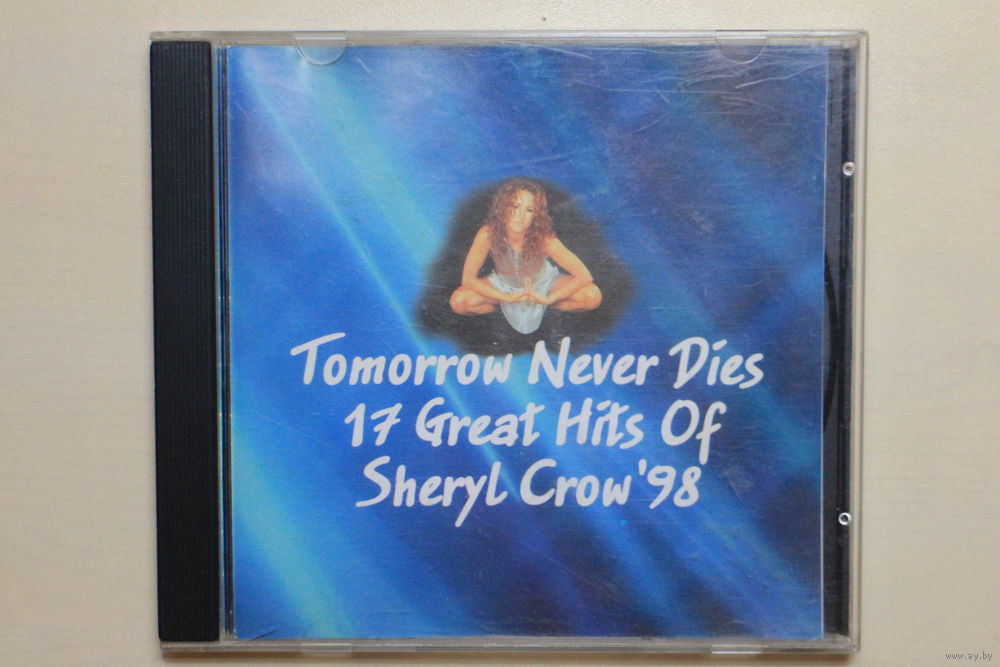 Tomorrow Never Dies
17 Great Hits Of
Sheryl Crow'98
www.ay.by